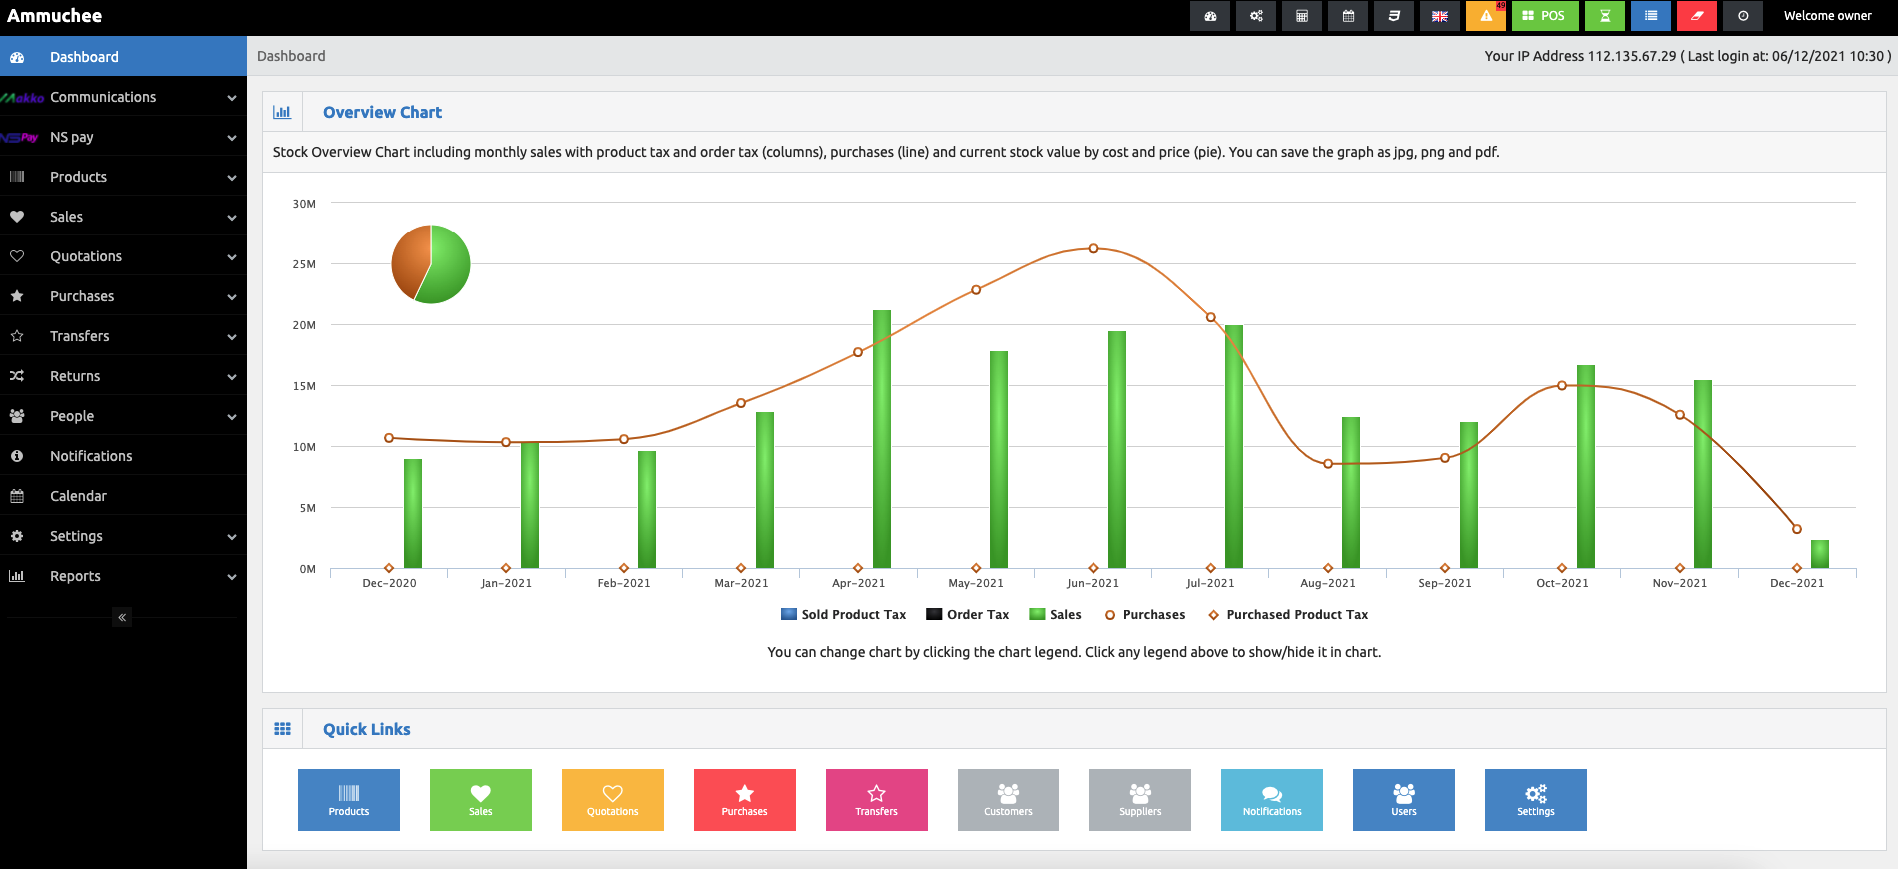 Ammuchee
49
POS
Welcome owner
Dashboard
Makko Communications
NS Pay NS pay
Products
Sales
Quotations
Purchases
Transfers
Returns
People
Notifications
Calendar
Settings
Reports
Dashboard
Your IP Address 112.135.67.29 ( Last login at: 06/12/2021 10:30 )
Overview Chart
Stock Overview Chart including monthly sales with product tax and order tax (columns), purchases (line) and current stock value by cost and price (pie). You can save the graph as jpg, png and pdf.
30M
25M
20M
15M
10M
5M
0M
Dec-2020 Jan-2021 Feb-2021 Mar-2021 Apr-2021 May-2021 Jun-2021 Jul-2021 Aug-2021 Sep-2021 Oct-2021 Nov-2021 Dec-2021
Sold Product Tax Order Tax Sales Purchases Purchased Product Tax
You can change chart by clicking the chart legend. Click any legend above to show/hide it in chart.
Quick Links
Products Sales Quotations Purchases Transfers Customers Suppliers Notifications Users Settings